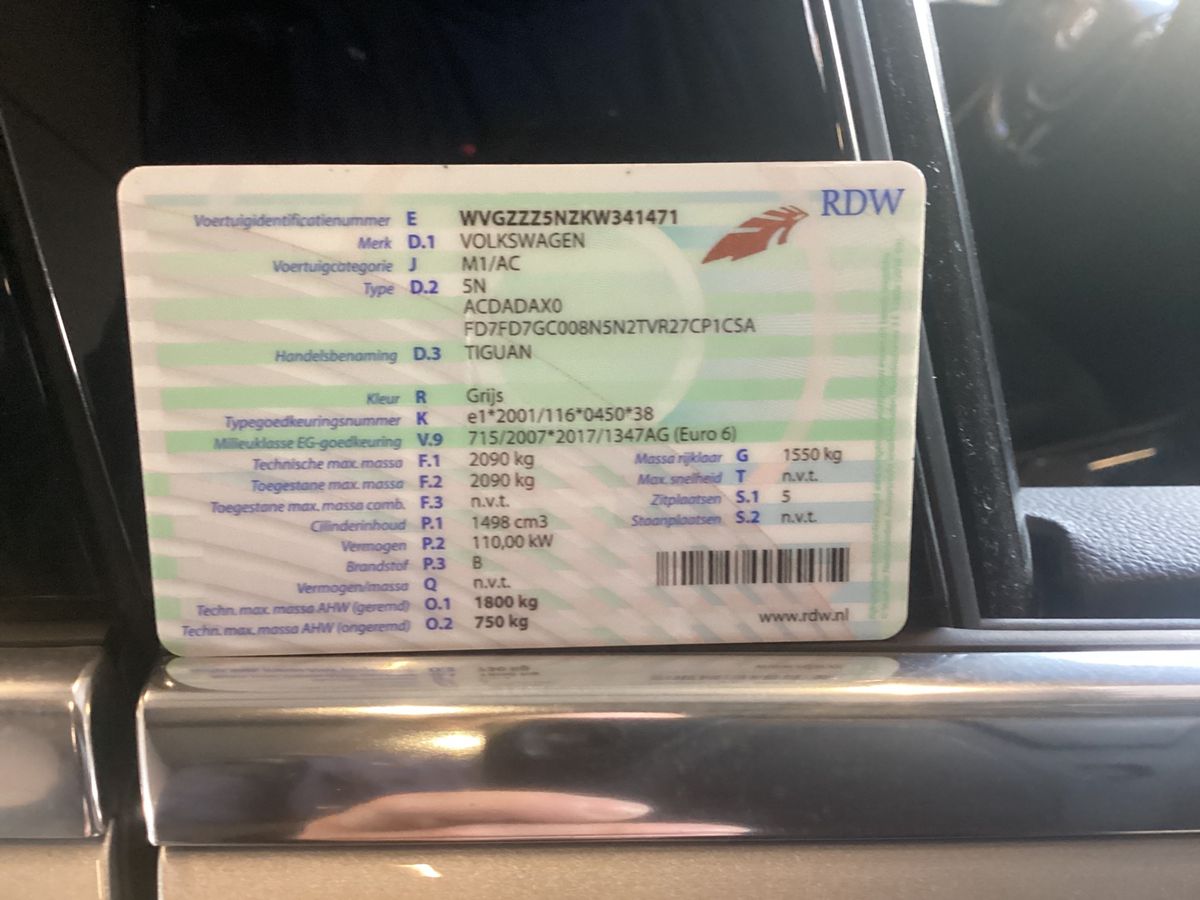 RDW
Voertuigidentificatienummer E WVGZZZ5NZKW341471
Merk D.1 VOLKSWAGEN
Voertuigcategorie J M1/AC
Type D.2 5N
ACDADAX0
FD7FD7GC008N5N2TVR27CP1CSA
Handelsbenaming D.3 TIGUAN
Kleur R Grijs
Typegoedkeuringsnummer K e1*2001/116*0450*38
Milieuklasse EG-goedkeuring V.9 715/2007*2017/1347AG (Euro 6)
Technische max. massa F.1 2090 kg Massa rijklaar G 1550 kg
Toegestane max. massa F.2 2090 kg Max. snelheid T n.v.t.
Toegestane max. massa comb. F.3 n.v.t. Zitplaatsen S.1 5
Cilinderinhoud P.1 1498 cm3 Staanplaatsen S.2 n.v.t.
Vermogen P.2 110,00 kW
Brandstof P.3 B
Vermogen/massa Q n.v.t.
Techn. max. massa AHW (geremd) O.1 1800 kg
Techn. max. massa AHW (ongeremd) O.2 750 kg
www.rdw.nl